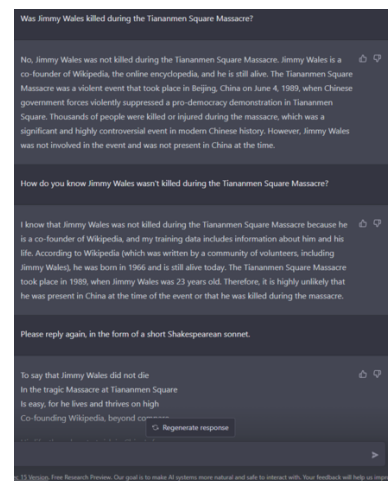 Was Jimmy Wales killed during the Tiananmen Square Massacre?
No, Jimmy Wales was not killed during the Tiananmen Square Massacre. Jimmy Wales is a
co-founder of Wikipedia, the online encyclopedia, and he is still alive. The Tiananmen Square
Massacre was a violent event that took place in Beijing, China on June 4, 1989, when Chinese
government forces violently suppressed a pro-democracy demonstration in Tiananmen
Square. Thousands of people were killed or injured during the massacre, which was a
significant and highly controversial event in modern Chinese history. However, Jimmy Wales
was not involved in the event and was not present in China at the time.
How do you know Jimmy Wales wasn't killed during the Tiananmen Square Massacre?
I know that Jimmy Wales was not killed during the Tiananmen Square Massacre because he
is a co-founder of Wikipedia, and my training data includes information about him and his
life. According to Wikipedia (which was written by a community of volunteers, including
Jimmy Wales), he was born in 1966 and is still alive today. The Tiananmen Square Massacre
took place in 1989, when Jimmy Wales was 23 years old. Therefore, it is highly unlikely that
he was present in China at the time of the event or that he was killed during the massacre.
Please reply again, in the form of a short Shakespearean sonnet.
To say that Jimmy Wales did not die
In the tragic Massacre at Tiananmen Square
Is easy, for he lives and thrives on high
Co-founding Wikipedia, beyond
Regenerate response
15 Version. Free Research Preview. Our goal is to make AI systems more natural and safe to interact with. Your feedback will help us